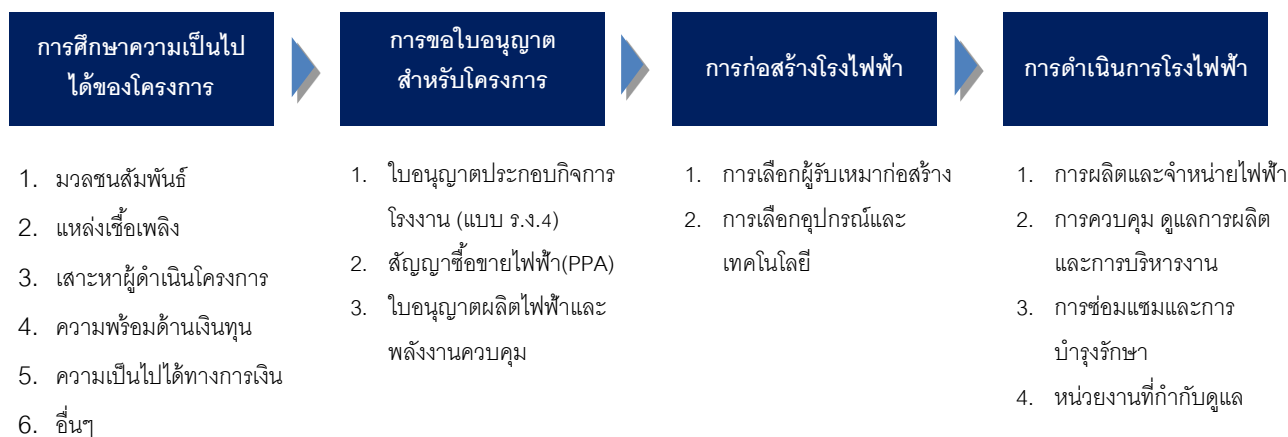 การศึกษาความเป็นไป
ได้ของโครงการ
1. มวลชนสัมพันธ์
2. แหล่งเชื้อเพลิง
3. เสาะหาผู้ดำเนินโครงการ
4. ความพร้อมด้านเงินทุน
5. ความเป็นไปได้ทางการเงิน
6. อื่นๆ
การขอใบอนุญาต
สำหรับโครงการ
1. ใบอนุญาตประกอบกิจการ
โรงงาน (แบบ ร.ง.4)
2. สัญญาซื้อขายไฟฟ้า(PPA)
3. ใบอนุญาตผลิตไฟฟ้าและ
พลังงานควบคุม
การก่อสร้างโรงไฟฟ้า
1. การเลือกผู้รับเหมาก่อสร้าง
2. การเลือกอุปกรณ์และ
เทคโนโลยี
การดำเนินการโรงไฟฟ้า
1. การผลิตและจำหน่ายไฟฟ้า
2. การควบคุม ดูแลการผลิต
และการบริหารงาน
3. การซ่อมแซมและการ
บำรุงรักษา
4. หน่วยงานที่กำกับดูแล